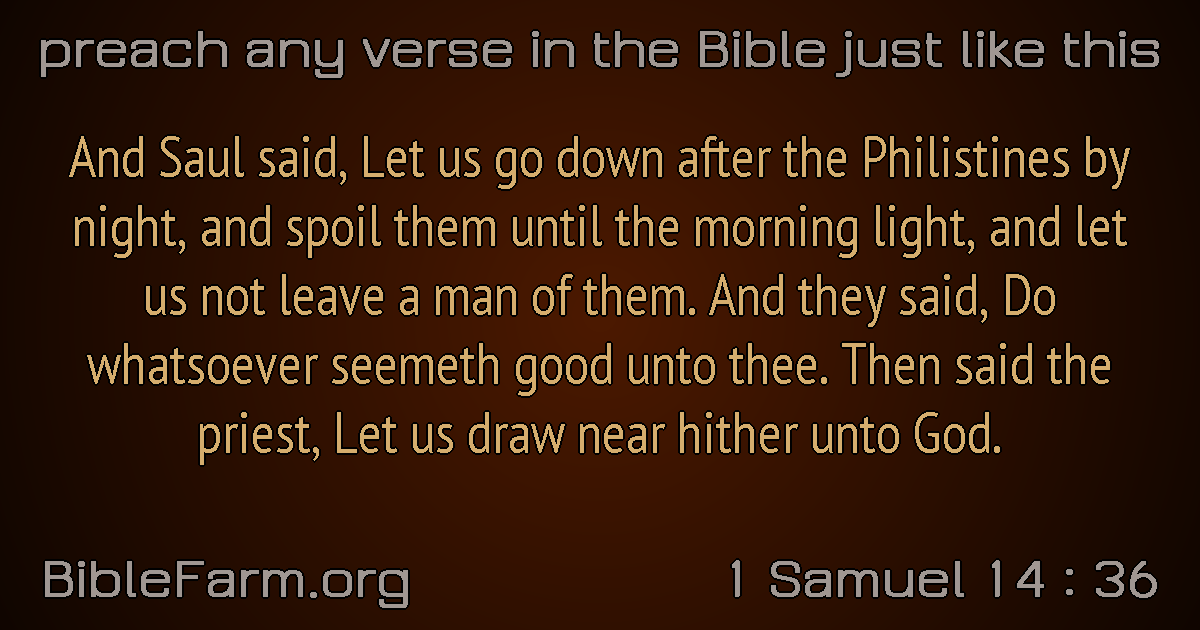 preach any verse in the Bible just like this
And Saul said, Let us go down after the Philistines by
night, and spoil them until the morning light, and let
us not leave a man of them. And they said, Do
whatsoever seemeth good unto thee. Then said the
priest, Let us draw near hither unto God.
BibleFarm.org
1 Samuel 14 : 36